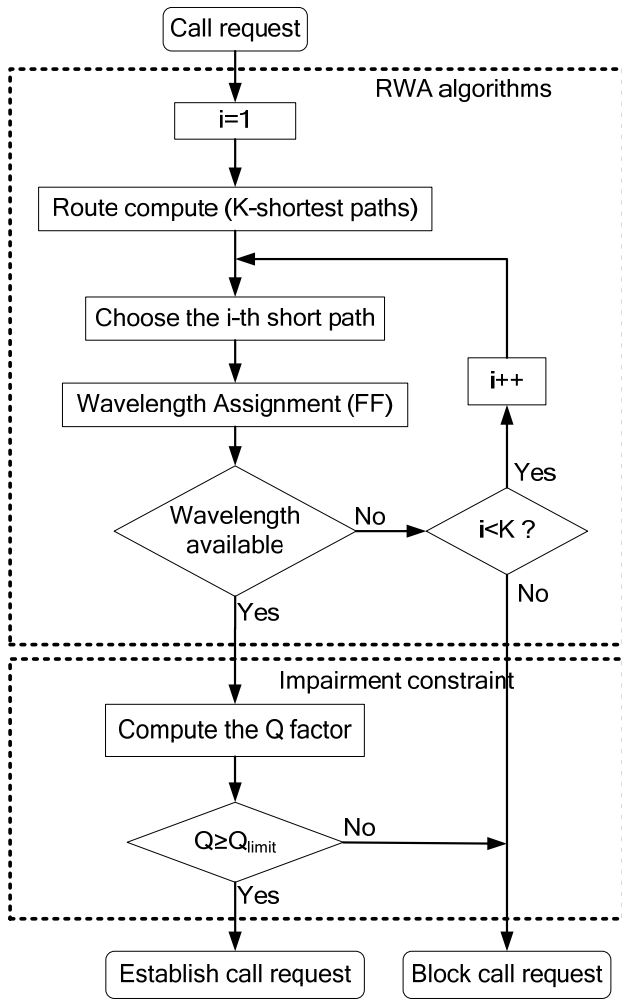 Call request
RWA algorithms
i=1
Route compute (K-shortest paths)
Choose the i-th short path
i++
Wavelength Assignment (FF)
Yes
Wavelength
available
No
i<K ?
No
Yes
Impairment constraint
Compute the Q factor
No
Q≥Qlimit
Yes
Establish call request
Block call request